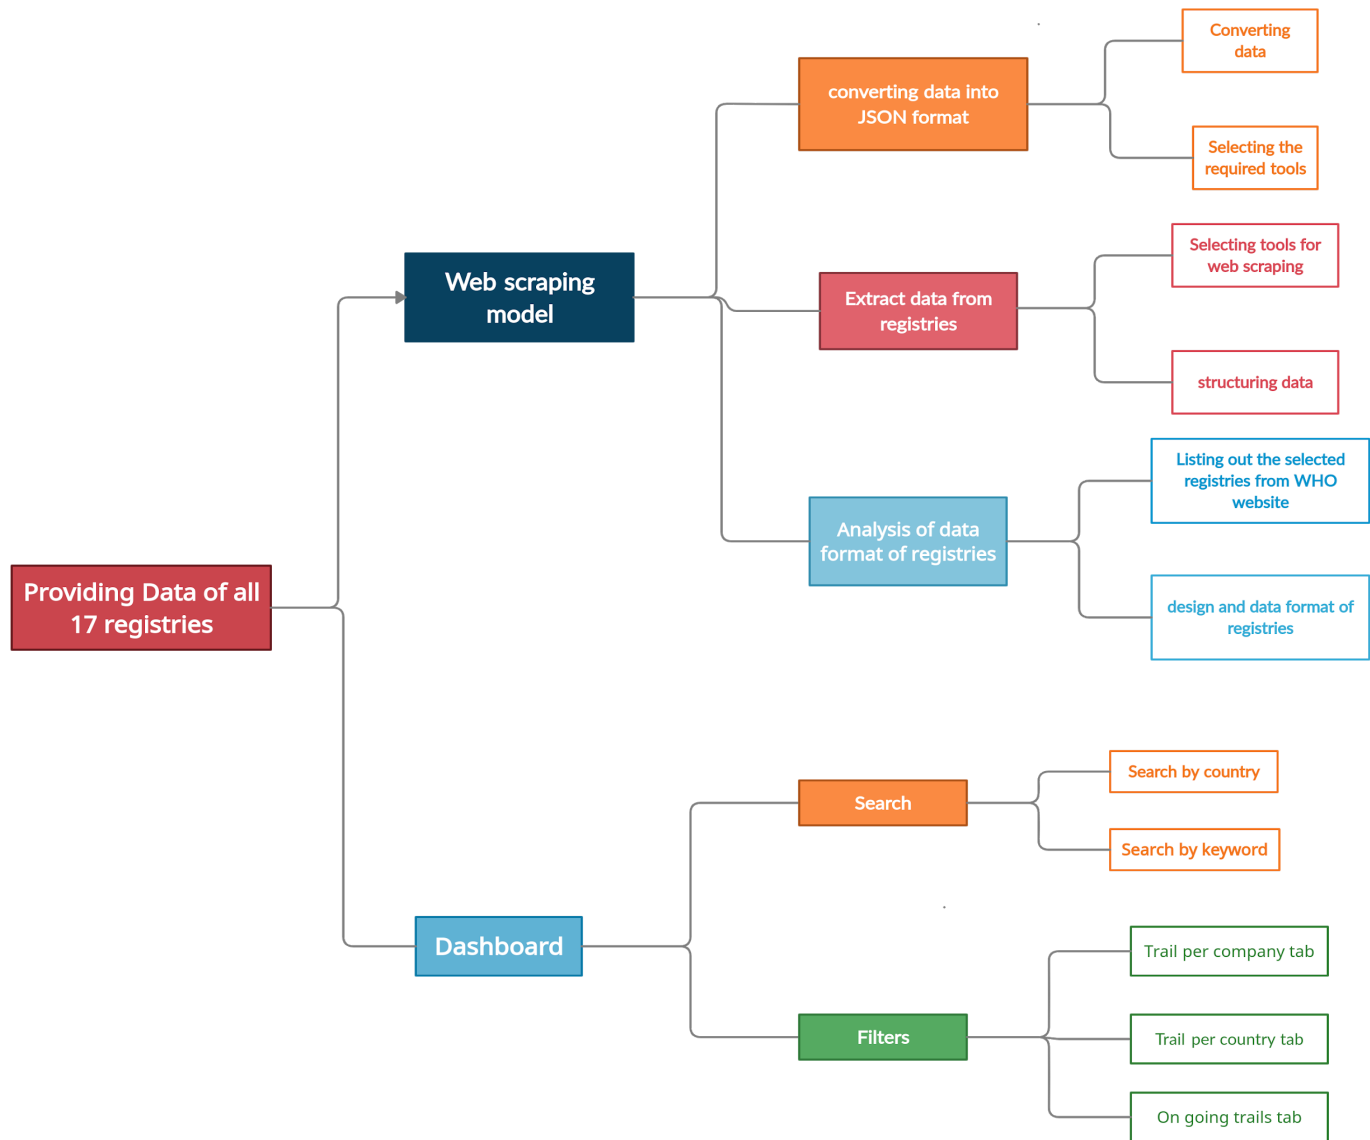 Converting
data
converting data into
JSON format
Selecting the
required tools
Selecting tools for
web scraping
Web scraping
model
Extract data from
registries
structuring data
Listing out the selected
registries from WHO
website
Analysis of data
format of registries
design and data format of
registries
Providing Data of all
17 registries
Search by country
Search
Search by keyword
Dashboard
Trail per company tab
Filters
Trail per country tab
On going trails tab